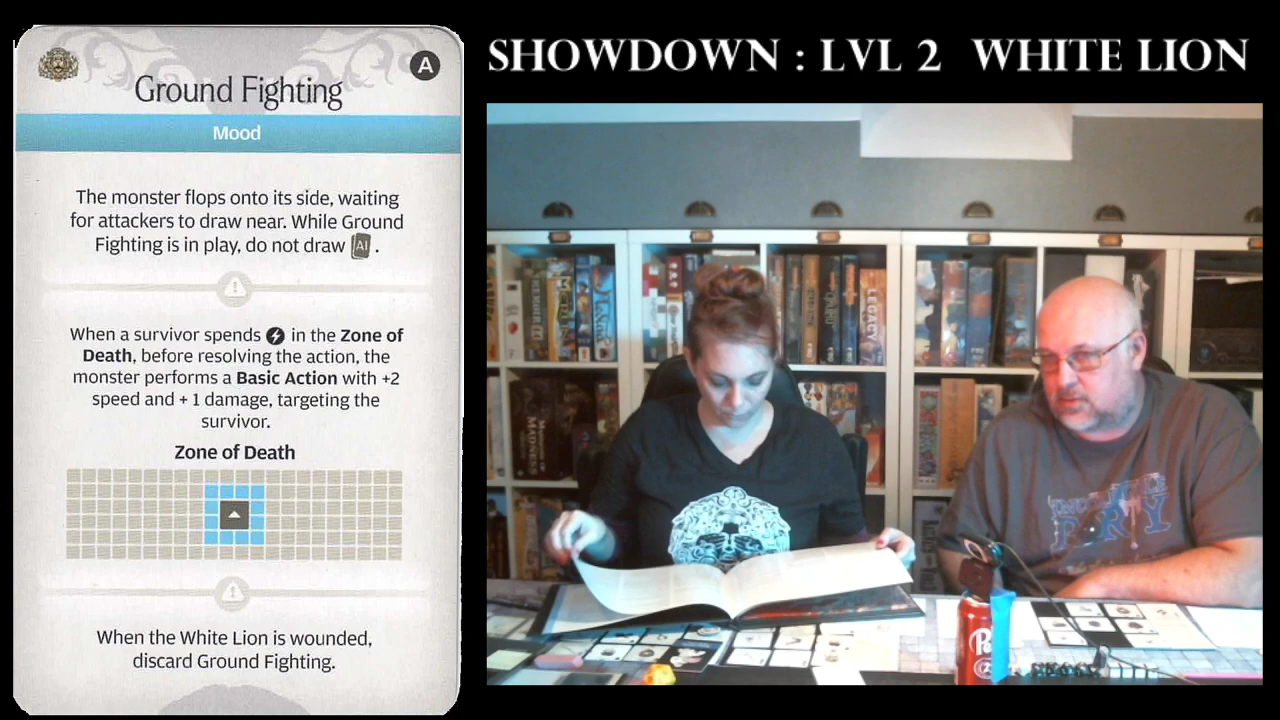 SHOWDOWN : LVL 2 WHITE LION
A
Ground Fighting
Mood
The monster flops onto its side, waiting
for attackers to draw near. While Ground
Fighting is in play, do not draw AI .
When a survivor spends in the Zone of
Death, before resolving the action, the
monster performs a Basic Action with +2
speed and + 1 damage, targeting the
survivor.
Zone of Death
When the White Lion is wounded,
discard Ground Fighting.
LEGACY
MADNESS